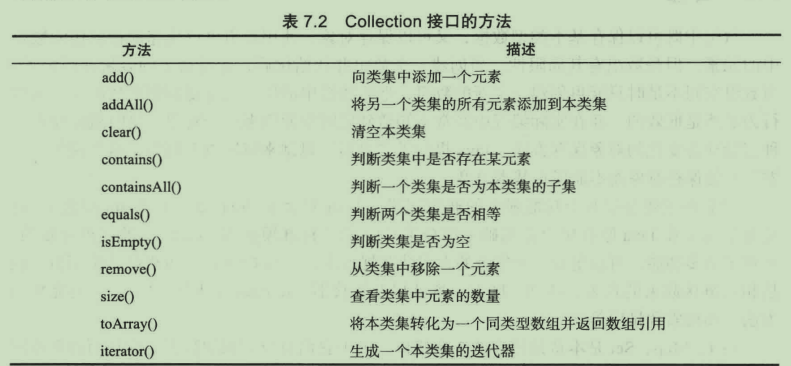 表 7.2 Collection 接口的方法
方法 描述
add() 向类集中添加一个元素
addAll() 将另一个类集的所有元素添加到本类集
clear() 清空本类集
contains() 判断类集中是否存在某元素
containsAll() 判断一个类集是否为本类集的子集
equals() 判断两个类集是否相等
isEmpty() 判断类集是否为空
remove() 从类集中移除一个元素
size() 查看类集中元素的数量
toArray() 将本类集转化为一个同类型数组并返回数组引用
iterator() 生成一个本类集的迭代器